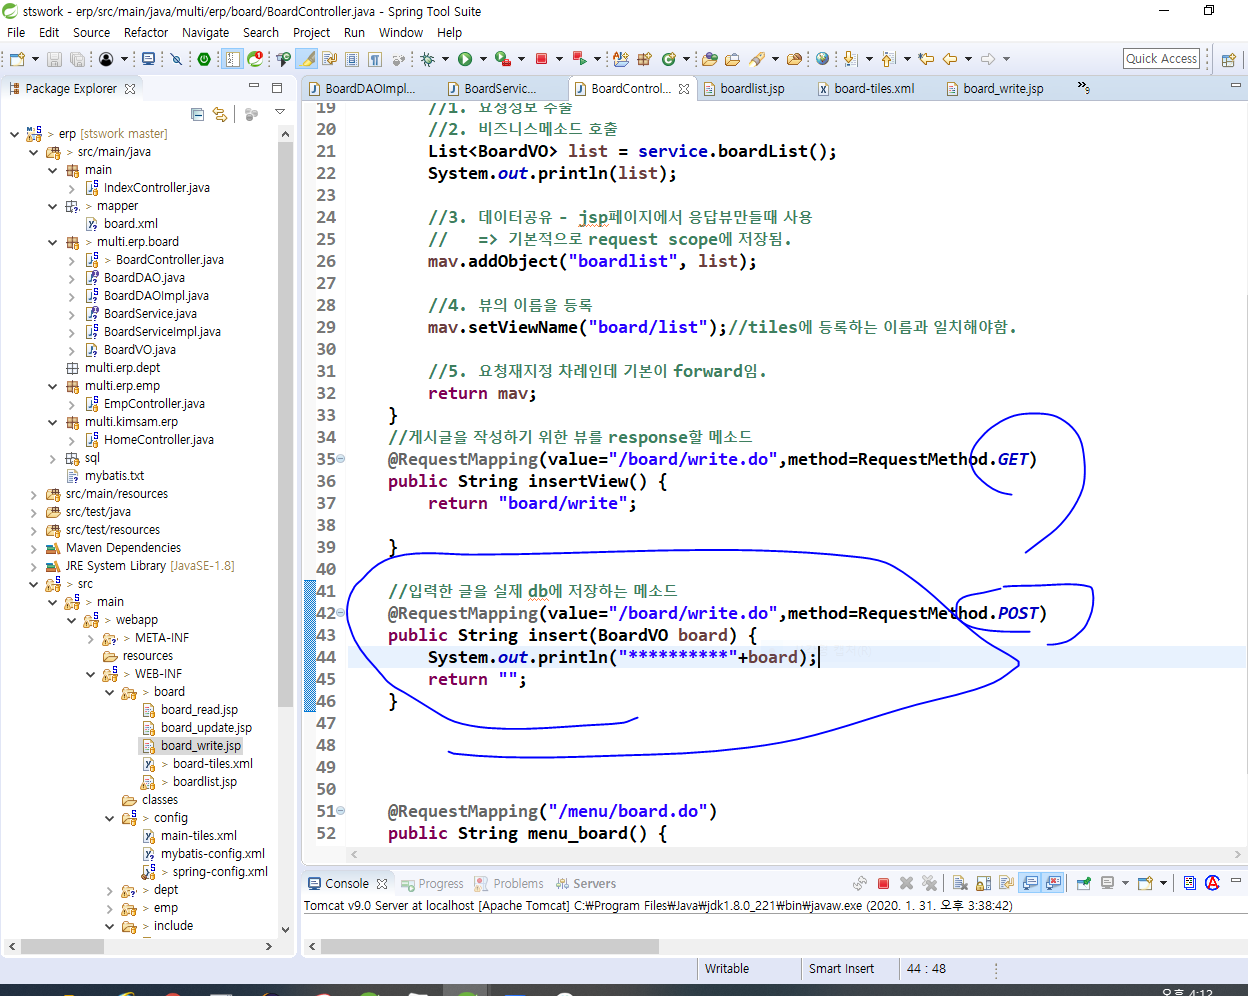 stswork - erp/src/main/java/multi/erp/board/BoardController.java - Spring Tool Suite
File Edit Source Refactor Navigate Search Project Run Window Help
Quick Access
Package Explorer
BoardDAOImpl... BoardServic... BoardControl... boardlist.jsp board-tiles.xml board_write.jsp »9
> erp [stswork master]
> src/main/java
main
IndexController.java
> mapper
board.xml
> multi.erp.board
> BoardController.java
BoardDAO.java
BoardDAOImpl.java
BoardService.java
BoardServiceImpl.java
BoardVO.java
multi.erp.dept
multi.erp.emp
EmpController.java
multi.kimsam.erp
HomeController.java
sql
mybatis.txt
src/main/resources
src/test/java
src/test/resources
Maven Dependencies
JRE System Library [JavaSE-1.8]
> src
> main
> webapp
> META-INF
resources
> WEB-INF
> board
board_read.jsp
board_update.jsp
board_write.jsp
> board-tiles.xml
> boardlist.jsp
classes
> config
main-tiles.xml
mybatis-config.xml
> spring-config.xml
> dept
> emp
> include
19 //1. 요청정보 추출
20 //2. 비즈니스메소드 호출
21 List<BoardVO> list = service.boardList();
22 System.out.println(list);
23
24 //3. 데이터공유 - jsp페이지에서 응답뷰만들때 사용
25 // => 기본적으로 request scope에 저장됨.
26 mav.addObject("boardlist", list);
27
28 //4. 뷰의 이름을 등록
29 mav.setViewName("board/list");//tiles에 등록하는 이름과 일치해야함.
30
31 //5. 요청재지정 차례인데 기본이 forward임.
32 return mav;
33 }
34 //게시글을 작성하기 위한 뷰를 response할 메소드
35 @RequestMapping(value="/board/write.do",method=RequestMethod.GET)
36 public String insertView() {
37 return "board/write";
38
39 }
40
41 //입력한 글을 실제 db에 저장하는 메소드
42 @RequestMapping(value="/board/write.do",method=RequestMethod.POST)
43 public String insert(BoardVO board) {
44 System.out.println("**********"+board);
45 return "";
46 }
47
48
49
50
51 @RequestMapping("/menu/board.do")
52 public String menu_board() {
Console Progress Problems Servers
Tomcat v9.0 Server at localhost [Apache Tomcat] C:₩Program Files₩Java₩jdk1.8.0_221₩bin₩javaw.exe (2020. 1. 31. 오후 3:38:42)
Writable Smart Insert 44 : 48
오후 4:12